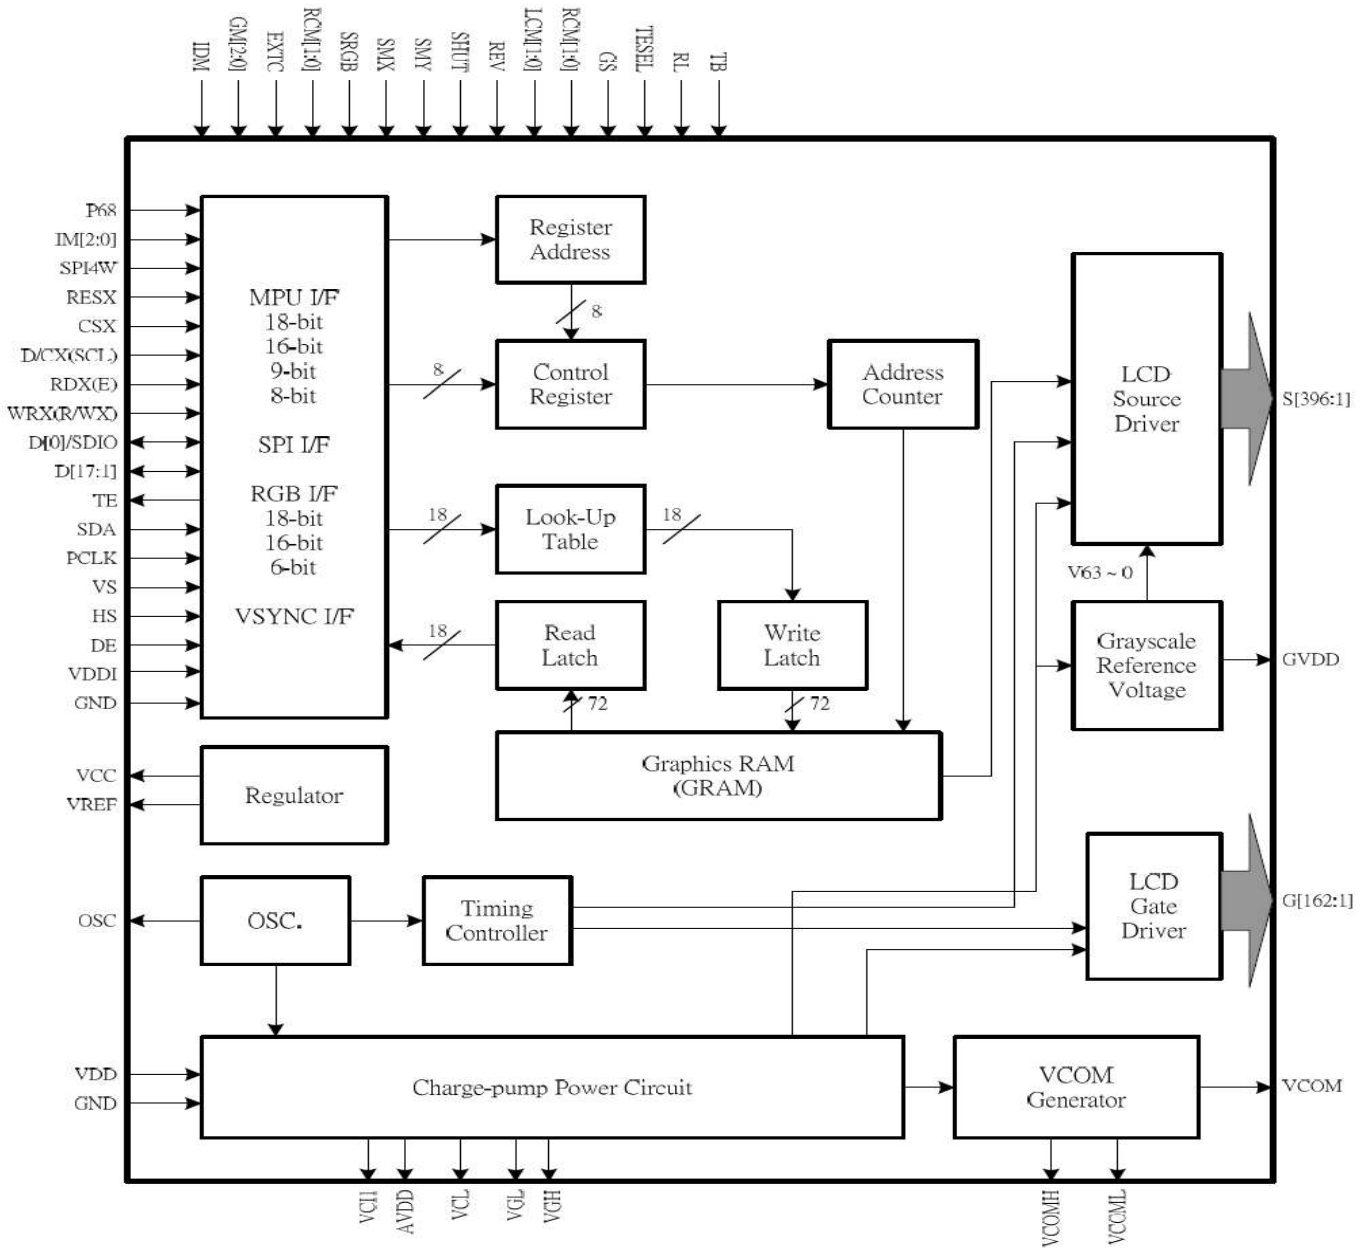 IDM
GM[2:0]
EXTC
RCM[1:0]
SRGB
SMX
SMY
SHUT
REV
LCM[1:0]
RCM[1:0]
GS
TESEL
RL
TB
P68
IM[2:0]
SPI4W
RESX
CSX
D/CX(SCL)
RDX(E)
WRX(R/WX)
D[0]/SDIO
D[17:1]
TE
SDA
PCLK
VS
HS
DE
VDDI
GND
VCC
VREF
OSC
VDD
GND
MPU I/F
18-bit
16-bit
9-bit
8-bit
SPI I/F
RGB I/F
18-bit
16-bit
6-bit
VSYNC I/F
Register
Address
8
8
Control
Register
Address
Counter
18
Look-Up
Table
18
18
Read
Latch
Write
Latch
72
72
Graphics RAM
(GRAM)
LCD
Source
Driver
S[396:1]
V63 ~ 0
Grayscale
Reference
Voltage
GVDD
Regulator
OSC.
Timing
Controller
LCD
Gate
Driver
G[162:1]
Charge-pump Power Circuit
VCOM
Generator
VCOM
VCI1
AVDD
VCL
VGL
VGH
VCOMH
VCCML